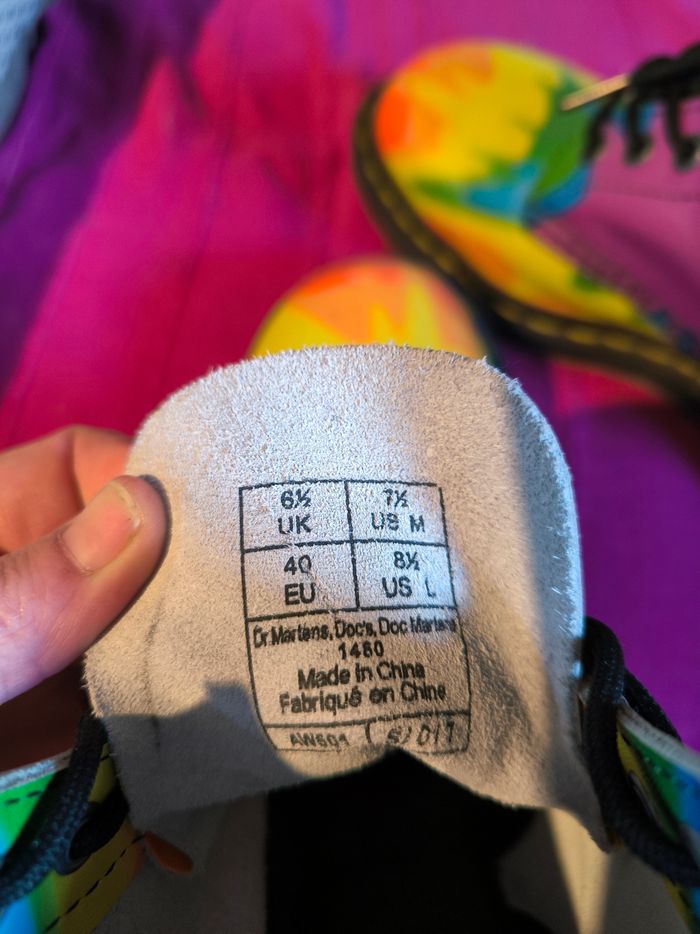 6½ 7½
UK US M
40 8½
EU US L
Dr.Martens, Doc's, Doc Martens
1460
Made in China
Fabriqué en Chine